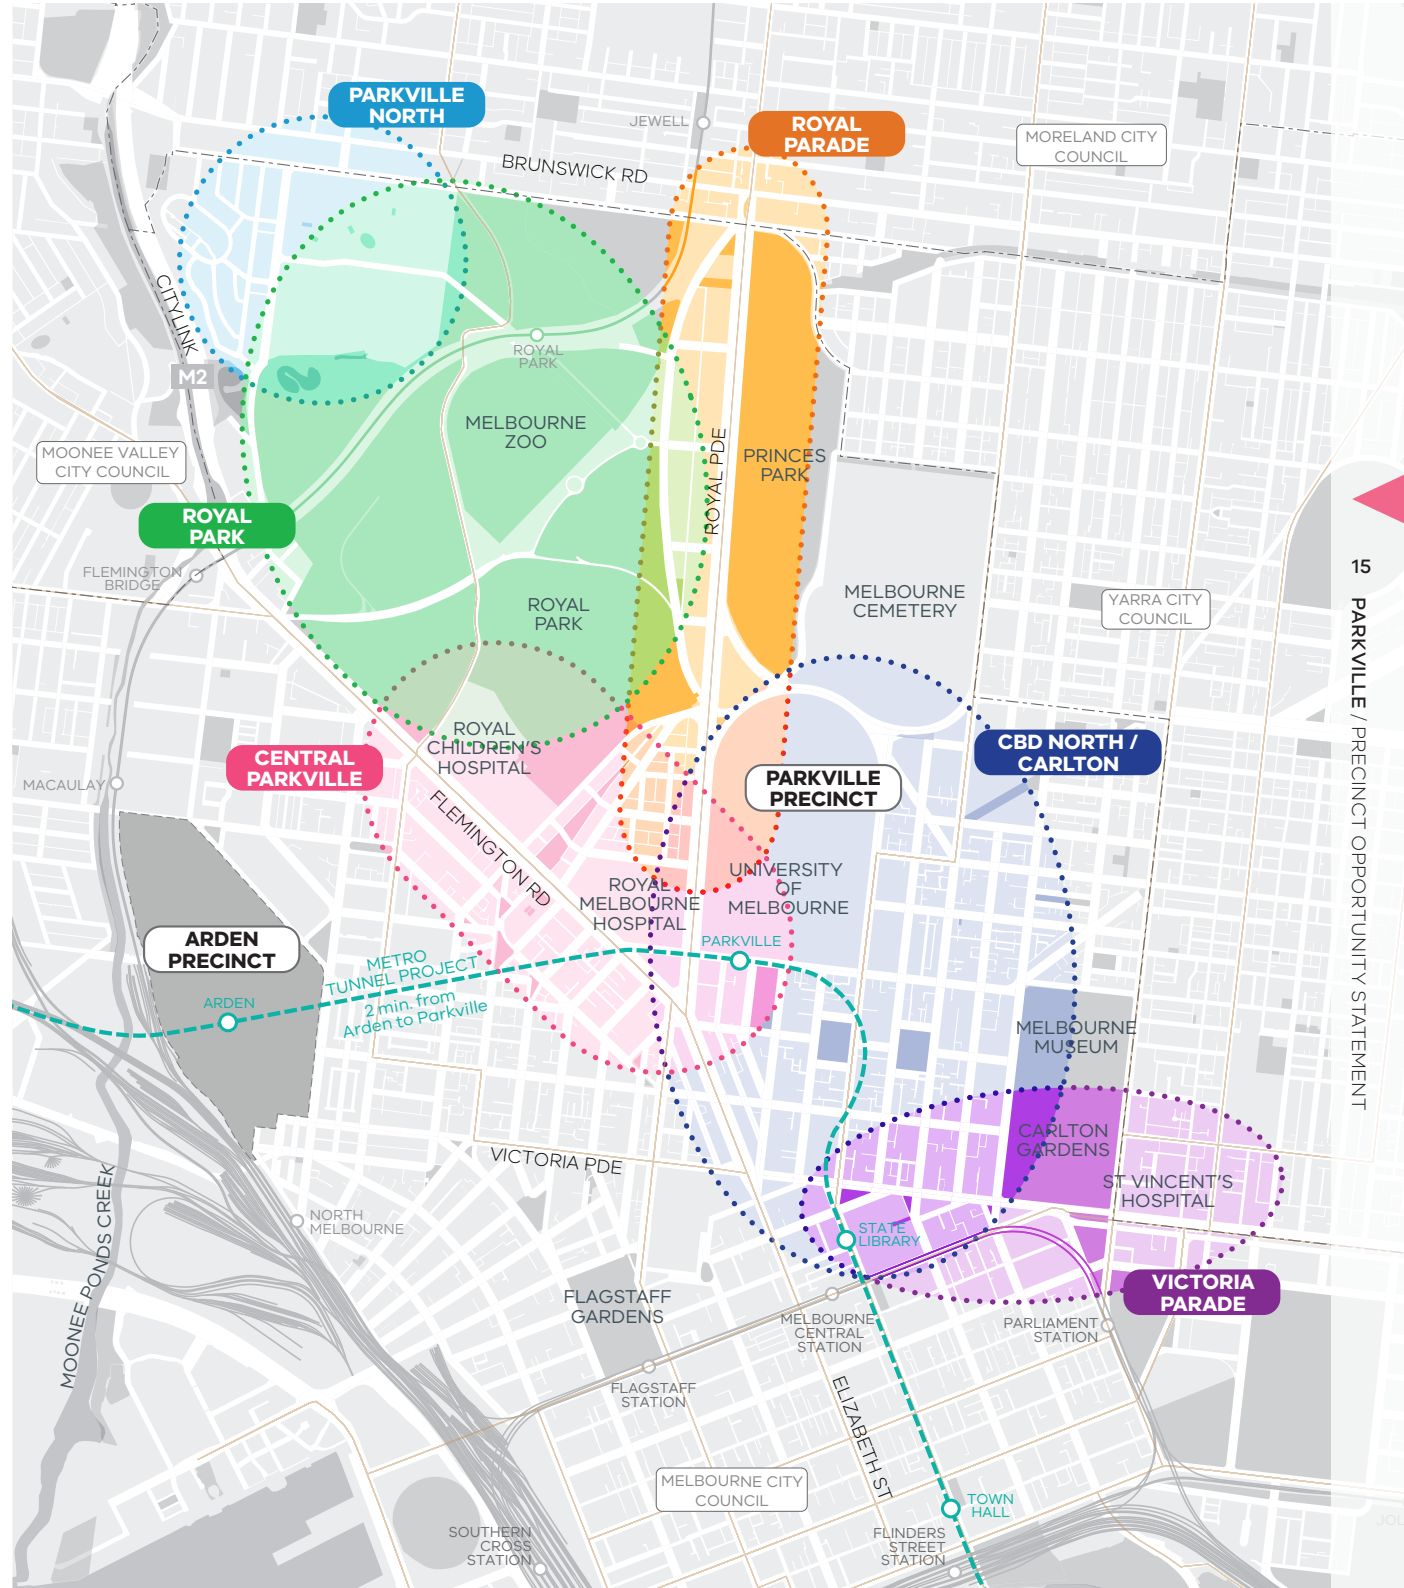 PARKVILLE
NORTH
JEWELL
ROYAL
PARADE
MORELAND CITY
COUNCIL
BRUNSWICK RD
CITYLINK
M2
ROYAL
PARK
MELBOURNE
ZOO
ROYAL PDE
PRINCES
PARK
MOONEE VALLEY
CITY COUNCIL
ROYAL
PARK
FLEMINGTON
BRIDGE
ROYAL
PARK
MELBOURNE
CEMETERY
YARRA CITY
COUNCIL
15
PARKVILLE / PRECINCT OPPORTUNITY STATEMENT
ROYAL
CHILDREN'S
HOSPITAL
CENTRAL
PARKVILLE
CBD NORTH /
CARLTON
PARKVILLE
PRECINCT
MACAULAY
FLEMINGTON RD
UNIVERSITY
OF
MELBOURNE
ROYAL
MELBOURNE
HOSPITAL
ARDEN
PRECINCT
PARKVILLE
METRO
TUNNEL PROJECT
2 min. from
Arden to Parkville
ARDEN
MELBOURNE
MUSEUM
CARLTON
GARDENS
VICTORIA PDE
ST VINCENT'S
HOSPITAL
NORTH
MELBOURNE
STATE
LIBRARY
MOONEE PONDS CREEK
FLAGSTAFF
GARDENS
VICTORIA
PARADE
MELBOURNE
CENTRAL
STATION
PARLIAMENT
STATION
FLAGSTAFF
STATION
ELIZABETH ST
MELBOURNE CITY
COUNCIL
TOWN
HALL
SOUTHERN
CROSS
STATION
FLINDERS
STREET
STATION